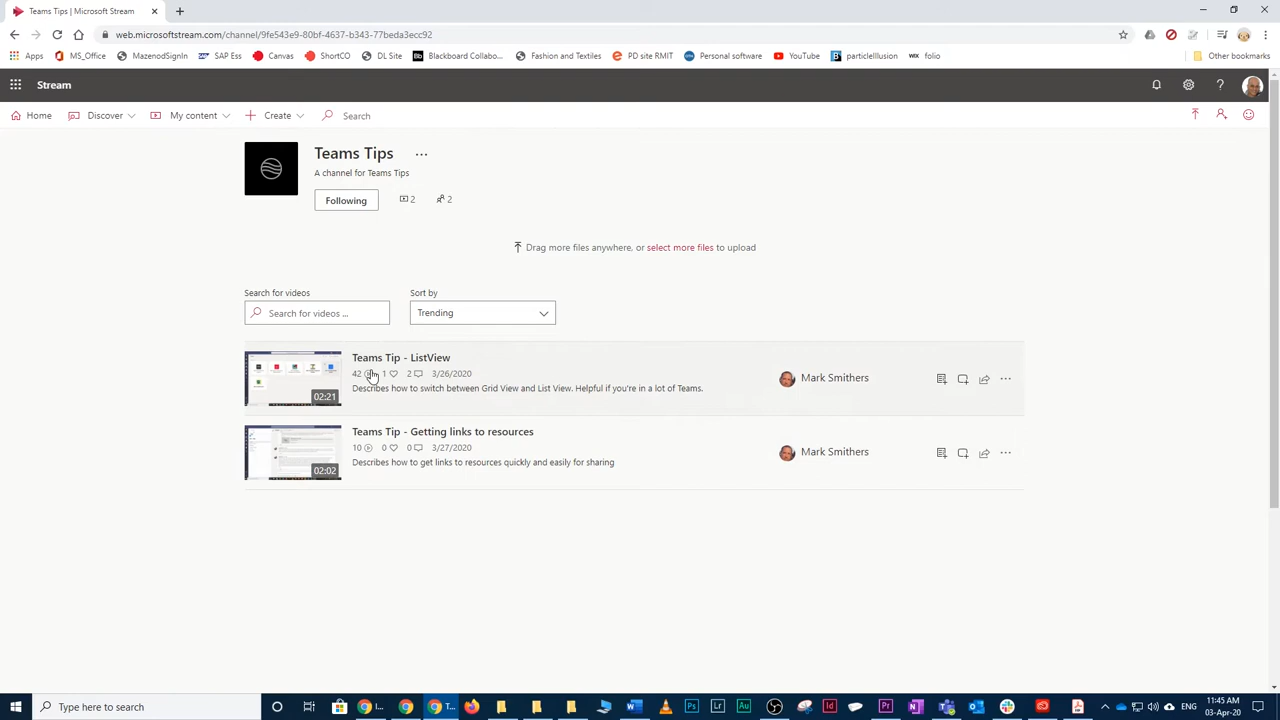 Teams Tips | Microsoft Stream
web.microsoftstream.com/channel/9fe543e9-80bf-4637-b343-77beda3ecc92
Apps MS_Office MazenodSignIn SAP Ess Canvas ShortCO DL Site Bb Blackboard Collabo... Fashion and Textiles PD site RMIT Personal software YouTube particleIllusion WIX folio Other bookmarks
Stream
Home Discover My content Create Search
Teams Tips ...
A channel for Teams Tips
Following 2 2
Drag more files anywhere, or select more files to upload
Search for videos Sort by
Search for videos ... Trending
Teams Tip - ListView
42 1 2 3/26/2020
Mark Smithers
Describes how to switch between Grid View and List View. Helpful if you're in a lot of Teams.
02:21
Teams Tip - Getting links to resources
10 0 0 3/27/2020
Mark Smithers
Describes how to get links to resources quickly and easily for sharing
02:02
Type here to search I... T... Ps Lr Au Id Pr N 11:45 AM
03-Apr-20